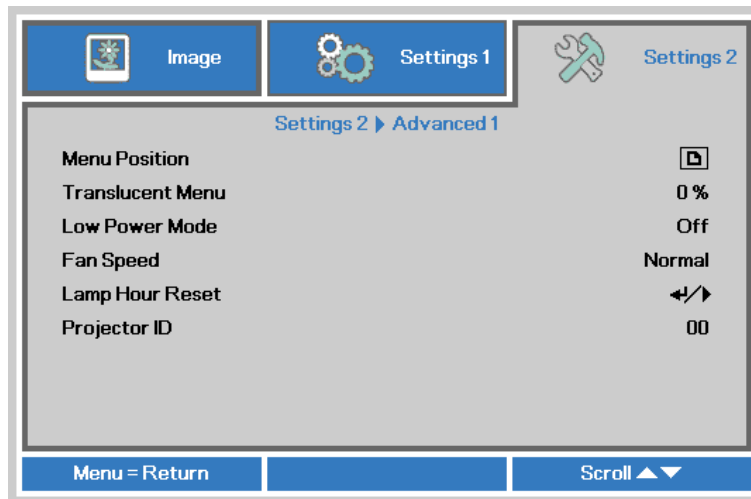 Image Settings 1 Settings 2
Settings 2 Advanced 1
Menu Position
Translucent Menu 0 %
Low Power Mode Off
Fan Speed Normal
Lamp Hour Reset
Projector ID 00
Menu = Return Scroll